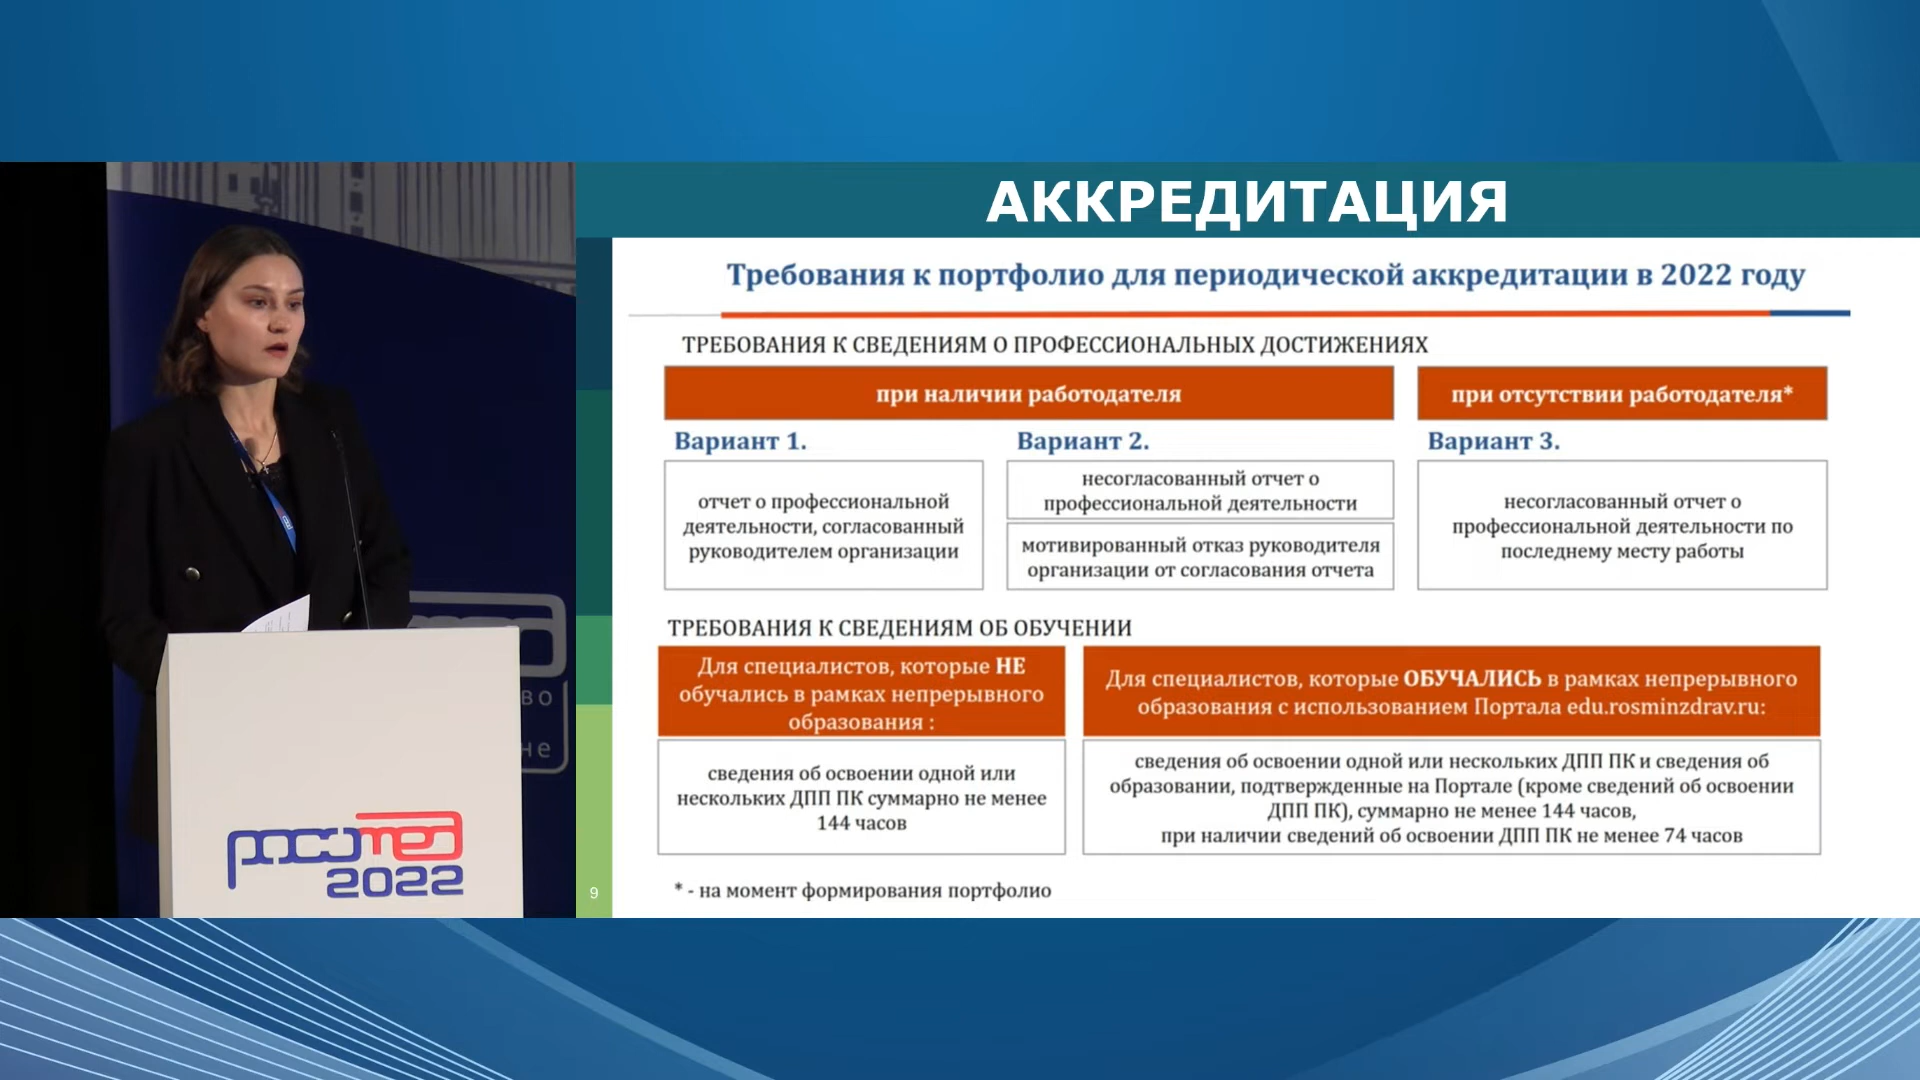 АККРЕДИТАЦИЯ
Требования к портфолио для периодической аккредитации в 2022 году
ТРЕБОВАНИЯ К СВЕДЕНИЯМ О ПРОФЕССИОНАЛЬНЫХ ДОСТИЖЕНИЯХ
при наличии работодателя
при отсутствии работодателя*
Вариант 1.
отчет о профессиональной
деятельности, согласованный
руководителем организации
Вариант 2.
несогласованный отчет о
профессиональной деятельности
мотивированный отказ руководителя
организации от согласования отчета
Вариант 3.
несогласованный отчет о
профессиональной деятельности по
последнему месту работы
ТРЕБОВАНИЯ К СВЕДЕНИЯМ ОБ ОБУЧЕНИИ
Для специалистов, которые НЕ
обучались в рамках непрерывного
образования :
сведения об освоении одной или
нескольких ДПП ПК суммарно не менее
144 часов
Для специалистов, которые ОБУЧАЛИСЬ в рамках непрерывного
образования с использованием Портала edu.rosminzdrav.ru:
сведения об освоении одной или нескольких ДПП ПК и сведения об
образовании, подтвержденные на Портале (кроме сведений об освоении
ДПП ПК), суммарно не менее 144 часов,
при наличии сведений об освоении ДПП ПК не менее 74 часов
* - на момент формирования портфолио
9
росомед
2022
во
не